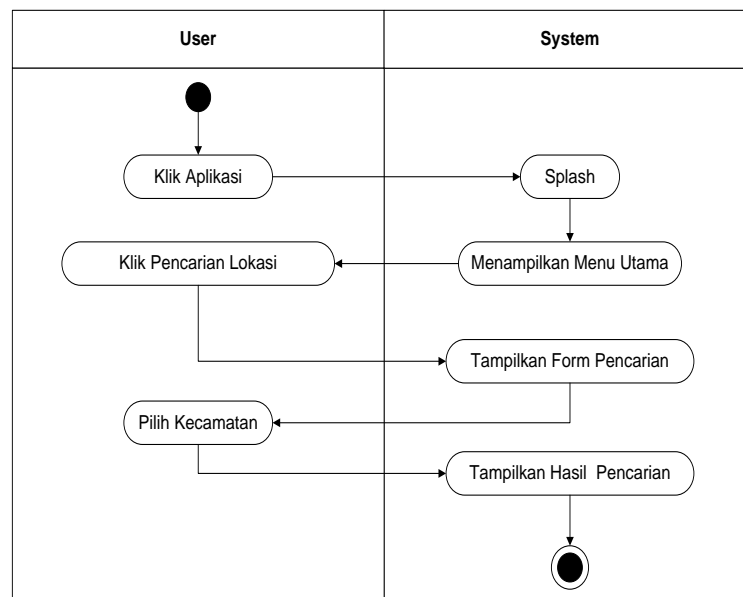 User
System
Klik Aplikasi
Splash
Klik Pencarian Lokasi
Menampilkan Menu Utama
Tampilkan Form Pencarian
Pilih Kecamatan
Tampilkan Hasil Pencarian